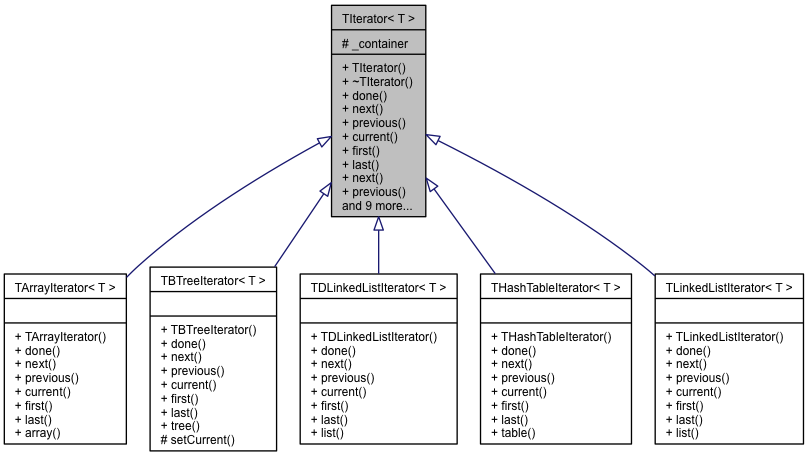 TIterator< T >
# _container
+ TIterator()
+ ~TIterator()
+ done()
+ next()
+ previous()
+ current()
+ first()
+ last()
+ next()
+ previous()
and 9 more...
TArrayIterator< T >
+ TArrayIterator()
+ done()
+ next()
+ previous()
+ current()
+ first()
+ last()
+ array()
TBTreeIterator< T >
+ TBTreeIterator()
+ done()
+ next()
+ previous()
+ current()
+ first()
+ last()
+ tree()
# setCurrent()
TDLinkedListIterator< T >
+ TDLinkedListIterator()
+ done()
+ next()
+ previous()
+ current()
+ first()
+ last()
+ list()
THashTableIterator< T >
+ THashTableIterator()
+ done()
+ next()
+ previous()
+ current()
+ first()
+ last()
+ table()
TLinkedListIterator< T >
+ TLinkedListIterator()
+ done()
+ next()
+ previous()
+ current()
+ first()
+ last()
+ list()